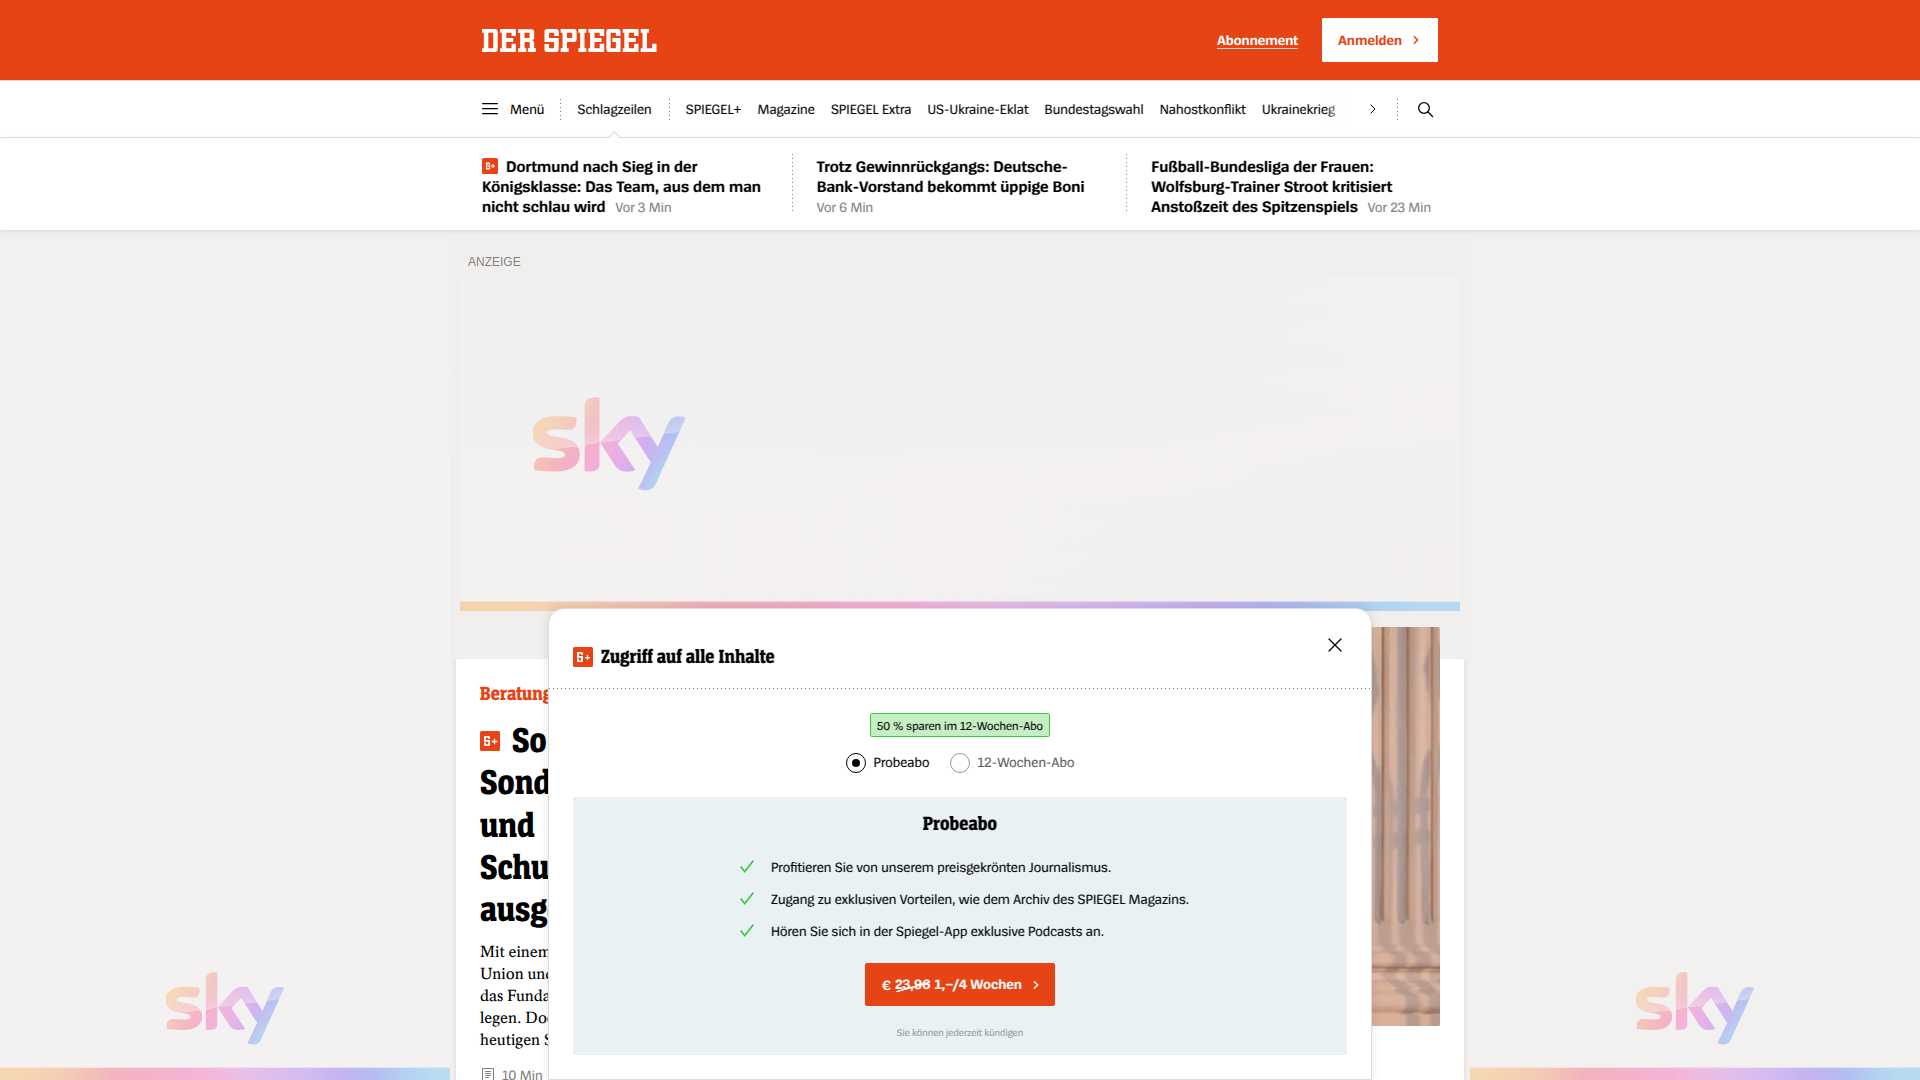 DER SPIEGEL
Abonnement
Anmelden
Menü
Schlagzeilen
SPIEGEL+
Magazine
SPIEGEL Extra
US-Ukraine-Eklat
Bundestagswahl
Nahostkonflikt
Ukrainekrieg
Dortmund nach Sieg in der
Königsklasse: Das Team, aus dem man
nicht schlau wird Vor 3 Min
Trotz Gewinnrückgangs: Deutsche-
Bank-Vorstand bekommt üppige Boni
Vor 6 Min
Fußball-Bundesliga der Frauen:
Wolfsburg-Trainer Stroot kritisiert
Anstoßzeit des Spitzenspiels Vor 23 Min
ANZEIGE
sky
Zugriff auf alle Inhalte
50 % sparen im 12-Wochen-Abo
Probeabo
12-Wochen-Abo
Probeabo
Profitieren Sie von unserem preisgekrönten Journalismus.
Zugang zu exklusiven Vorteilen, wie dem Archiv des SPIEGEL Magazins.
Hören Sie sich in der Spiegel-App exklusive Podcasts an.
€ 23,96 1,–/4 Wochen
Sie können jederzeit kündigen
Beratung
So
Sond
und
Schu
ausg
Mit einem
Union un
das Funda
legen. Do
heutigen
10 Min
sky
sky